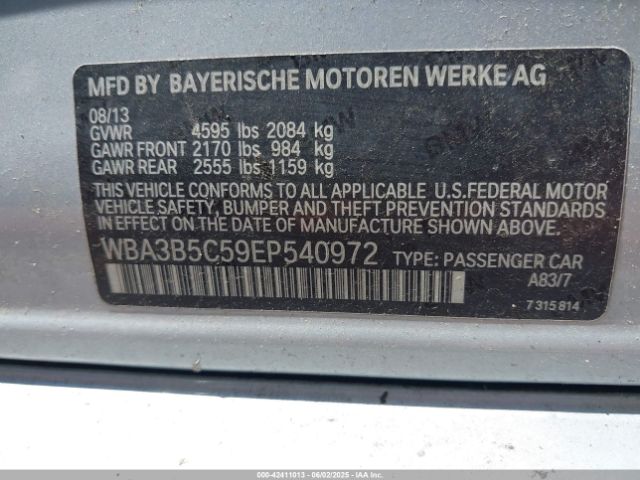 MFD BY BAYERISCHE MOTOREN WERKE AG
08/13
GVWR 4595 lbs 2084 kg
GAWR FRONT 2170 lbs 984 kg
GAWR REAR 2555 lbs 1159 kg
THIS VEHICLE CONFORMS TO ALL APPLICABLE U.S.FEDERAL MOTOR
VEHICLE SAFETY, BUMPER AND THEFT PREVENTION STANDARDS
IN EFFECT ON THE DATE OF MANUFACTURE SHOWN ABOVE.
WBA3B5C59EP540972 TYPE: PASSENGER CAR
A83/7
7 315 814
000-42411013 - 06/02/2025 - IAAI.COM